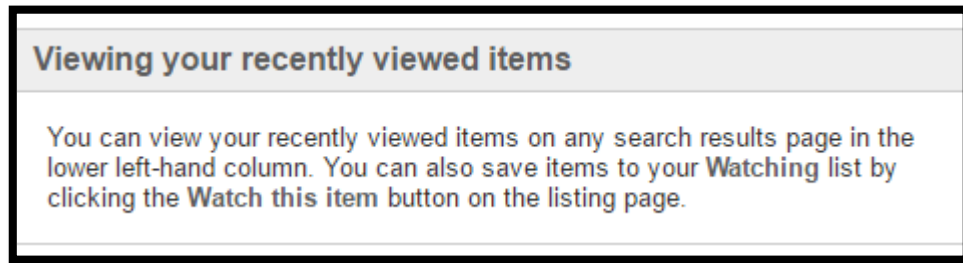 Viewing your recently viewed items
You can view your recently viewed items on any search results page in the
lower left-hand column. You can also save items to your Watching list by
clicking the Watch this item button on the listing page.